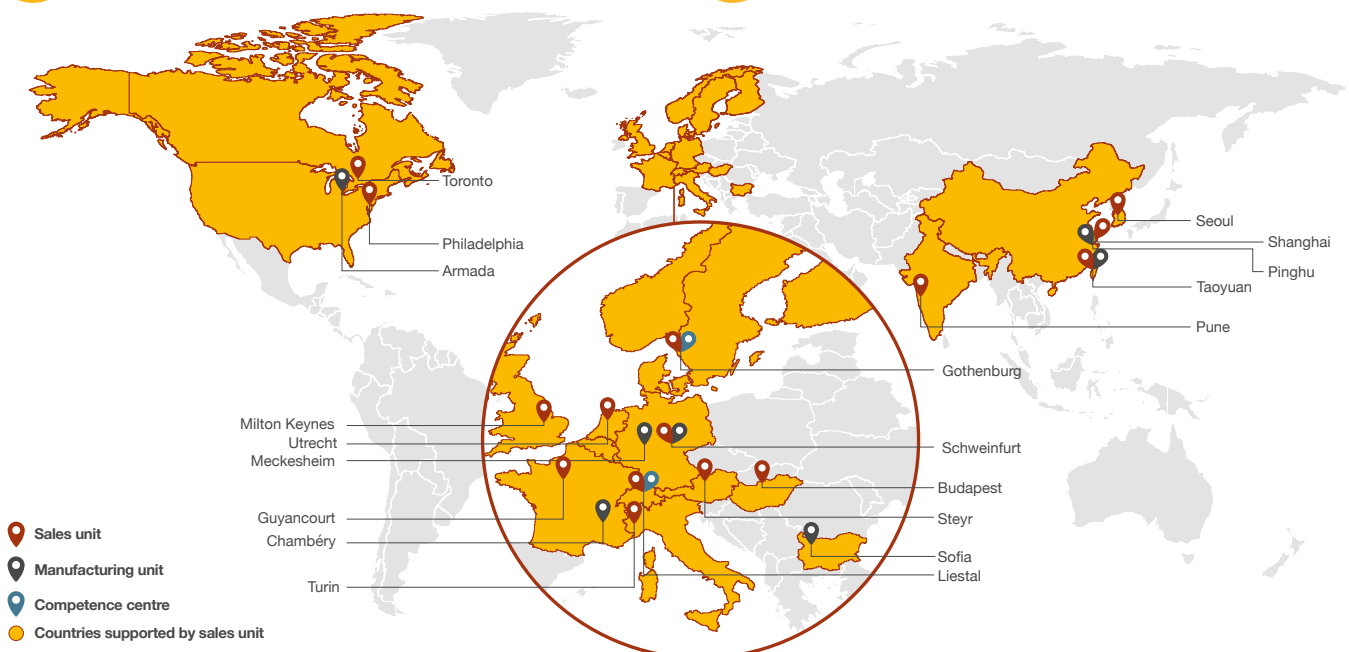 Toronto
Philadelphia
Armada
Seoul
Shanghai
Pinghu
Taoyuan
Pune
Gothenburg
Milton Keynes
Utrecht
Meckesheim
Schweinfurt
Budapest
Guyancourt
Steyr
Chambéry
Sofia
Liestal
Turin
Sales unit
Manufacturing unit
Competence centre
Countries supported by sales unit